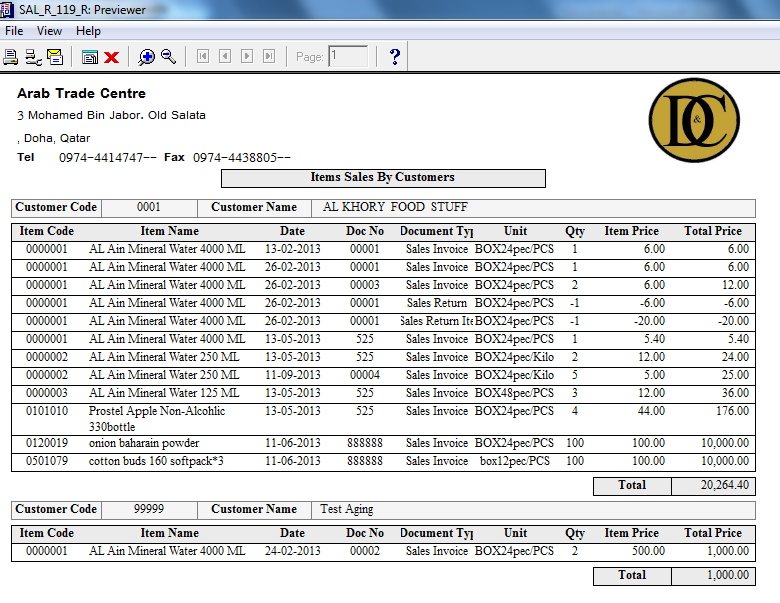 SAL_R_119_R: Previewer
File View Help
Page: 1 ?
Arab Trade Centre
D&C
3 Mohamed Bin Jabor. Old Salata
, Doha, Qatar
Tel 0974-4414747-- Fax 0974-4438805--
Items Sales By Customers
Customer Code 0001 Customer Name AL KHORY FOOD STUFF
Item Code Item Name Date Doc No Document Typ Unit Qty Item Price Total Price
0000001 AL Ain Mineral Water 4000 ML 13-02-2013 00001 Sales Invoice BOX24pec/PCS 1 6.00 6.00
0000001 AL Ain Mineral Water 4000 ML 26-02-2013 00001 Sales Invoice BOX24pec/PCS 1 6.00 6.00
0000001 AL Ain Mineral Water 4000 ML 26-02-2013 00003 Sales Invoice BOX24pec/PCS 2 6.00 12.00
0000001 AL Ain Mineral Water 4000 ML 26-02-2013 00001 Sales Return BOX24pec/PCS -1 -6.00 -6.00
0000001 AL Ain Mineral Water 4000 ML 26-02-2013 00001 Sales Return Ite BOX24pec/PCS -1 -20.00 -20.00
0000001 AL Ain Mineral Water 4000 ML 13-05-2013 525 Sales Invoice BOX24pec/PCS 1 5.40 5.40
0000002 AL Ain Mineral Water 250 ML 13-05-2013 525 Sales Invoice BOX24pec/Kilo 2 12.00 24.00
0000002 AL Ain Mineral Water 250 ML 11-09-2013 00004 Sales Invoice BOX24pec/Kilo 5 5.00 25.00
0000003 AL Ain Mineral Water 125 ML 13-05-2013 525 Sales Invoice BOX48pec/PCS 3 12.00 36.00
0101010 Prostel Apple Non-Alcohlic 13-05-2013 525 Sales Invoice BOX24pec/PCS 4 44.00 176.00
330bottle
0120019 onion baharain powder 11-06-2013 888888 Sales Invoice BOX24pec/PCS 100 100.00 10,000.00
0501079 cotton buds 160 softpack*3 11-06-2013 888888 Sales Invoice box12pec/PCS 100 100.00 10,000.00
Total 20,264.40
Customer Code 99999 Customer Name Test Aging
Item Code Item Name Date Doc No Document Typ Unit Qty Item Price Total Price
0000001 AL Ain Mineral Water 4000 ML 24-02-2013 00002 Sales Invoice BOX24pec/PCS 2 500.00 1,000.00
Total 1,000.00